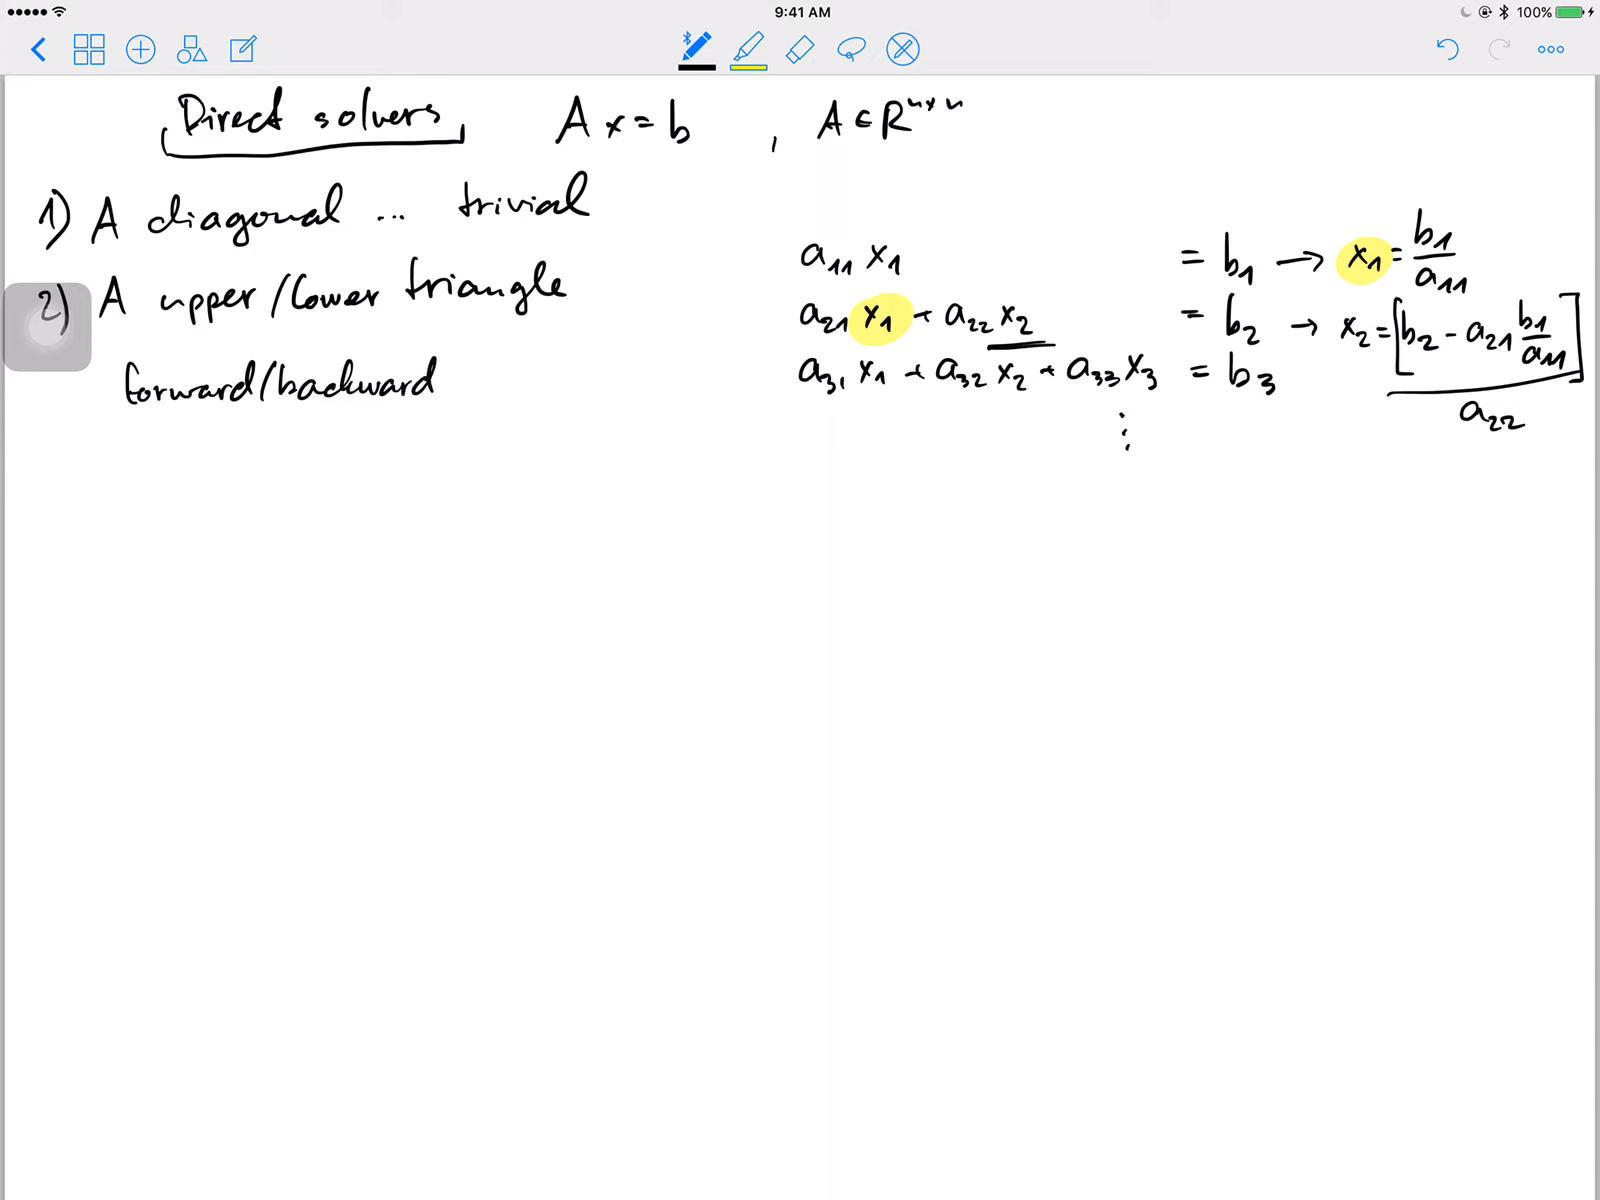 9:41 AM
100%
Direct solvers Ax = b , A ∈ R^{n×n}
1) A diagonal ... trivial
2) A upper/lower triangle
forward/backward
a₁₁ x₁ = b₁ → x₁ = b₁/a₁₁
a₂₁ x₁ + a₂₂ x₂ = b₂ → x₂ = [b₂ - a₂₁ b₁/a₁₁] / a₂₂
a₃₁ x₁ + a₃₂ x₂ + a₃₃ x₃ = b₃
⋮